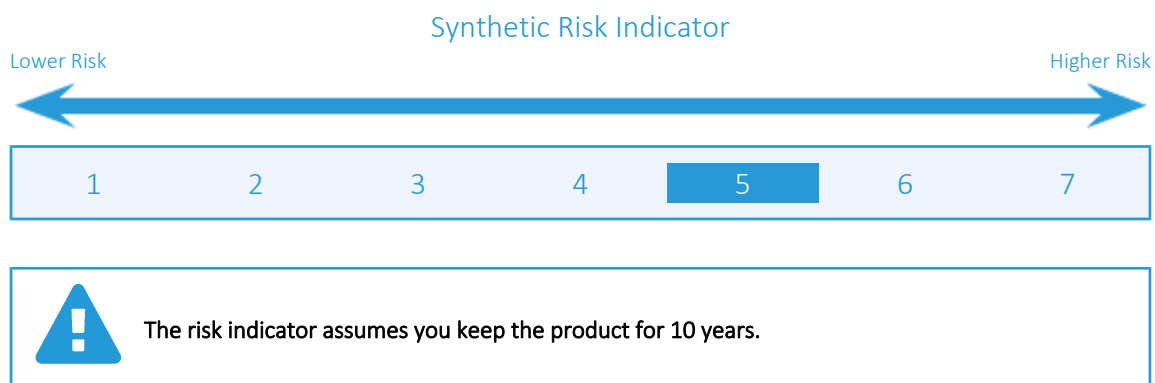 Synthetic Risk Indicator
Lower Risk Higher Risk
1 2 3 4 5 6 7
The risk indicator assumes you keep the product for 10 years.